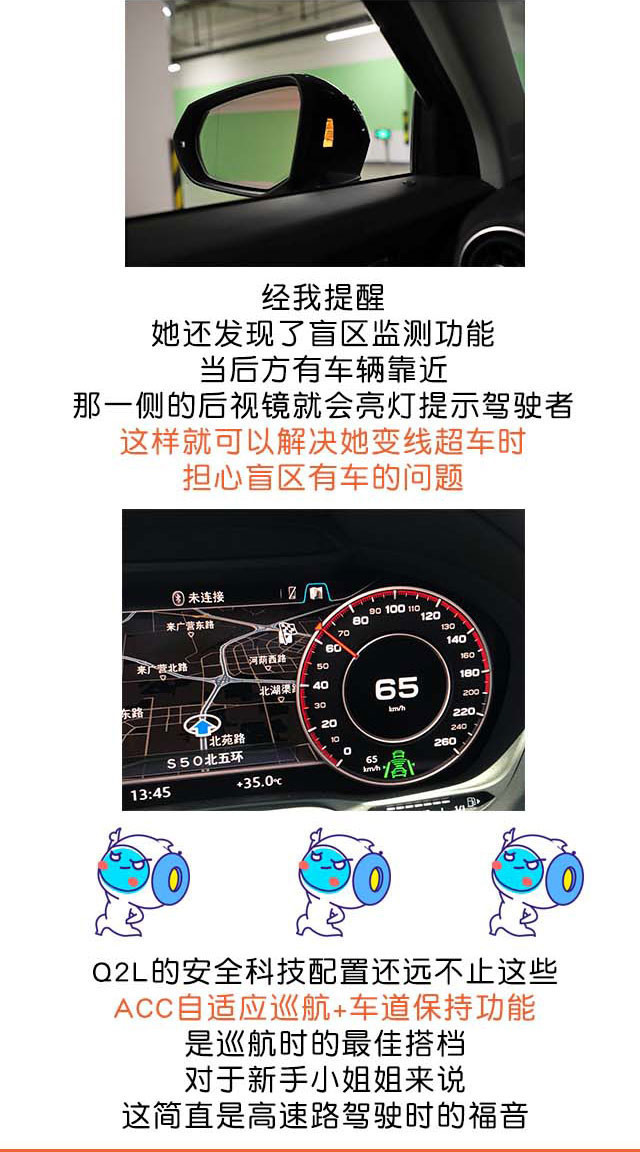 经我提醒
她还发现了盲区监测功能
当后方有车辆靠近
那一侧的后视镜就会亮灯提示驾驶者
这样就可以解决她变线超车时
担心盲区有车的问题
未连接
来广营东路
来广营北路
河荫西路
北湖渠
东路
北苑路
S50北五环
13:45
+35.0℃
0
10
20
30
40
50
60
70
80
90
100
110
120
130
140
160
180
200
220
240
260
65
km/h
65
km/h
Q2L的安全科技配置还远不止这些
ACC自适应巡航+车道保持功能
是巡航时的最佳搭档
对于新手小姐姐来说
这简直是高速路驾驶时的福音